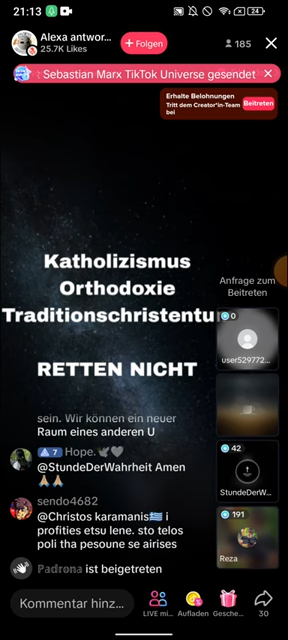 21:13
24
Alexa antwor...
25.7K Likes
+ Folgen
185
Sebastian Marx TikTok Universe gesendet
Erhalte Belohnungen
Tritt dem Creator*in-Team
bei
Beitreten
Katholizismus
Orthodoxie
Traditionschristentu
RETTEN NICHT
Anfrage zum
Beitreten
0
user529772...
42
StundeDerW...
191
Reza
sein. Wir können ein neuer
Raum eines anderen U
7 Hope.🕊🩶
@StundeDerWahrheit Amen
🙏🙏
sendo4682
@Christos karamanis🇬🇷 i
profities etsu lene. sto telos
poli tha pesoune se airises
Padrona ist beigetreten
Kommentar hinz...
LIVE mi...
Aufladen
Gesche...
30